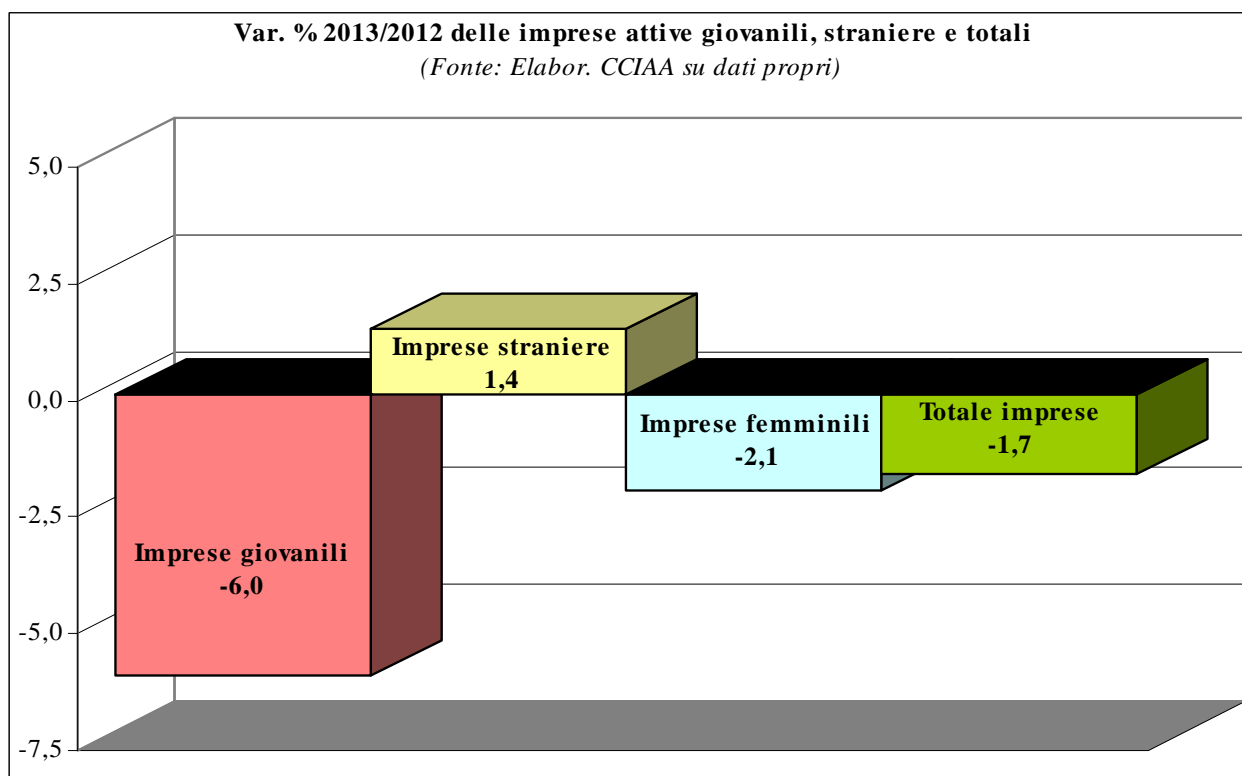 Var. % 2013/2012 delle imprese attive giovanili, straniere e totali
(Fonte: Elabor. CCIAA su dati propri)
5,0
2,5
0,0
-2,5
-5,0
-7,5
Imprese giovanili
-6,0
Imprese straniere
1,4
Imprese femminili
-2,1
Totale imprese
-1,7